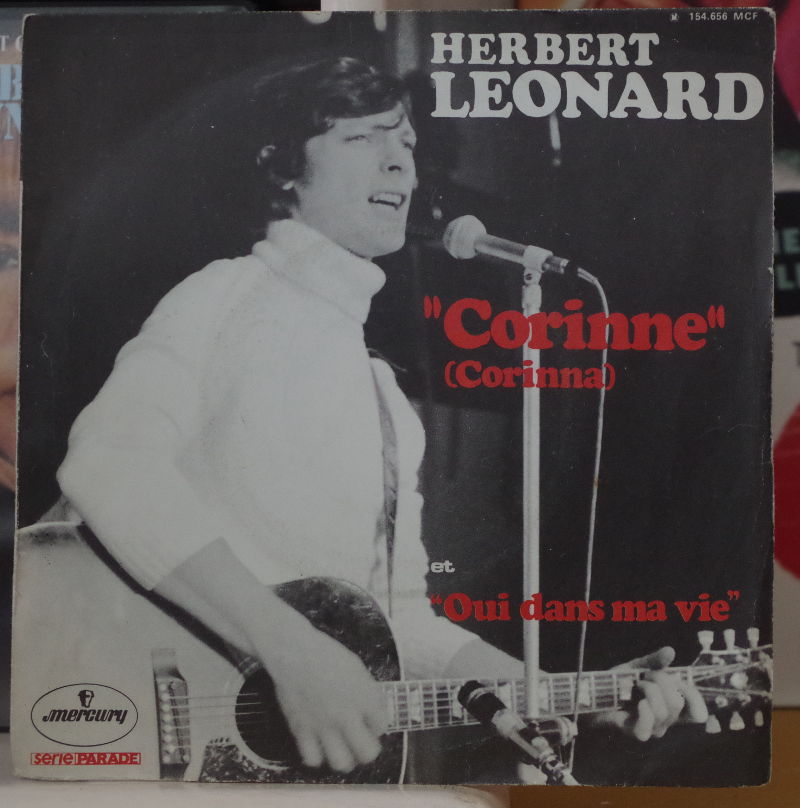 154.656 MCF
HERBERT
LEONARD
"Corinne"
(Corinna)
et
"Oui dans ma vie"
mercury
serie PARADE